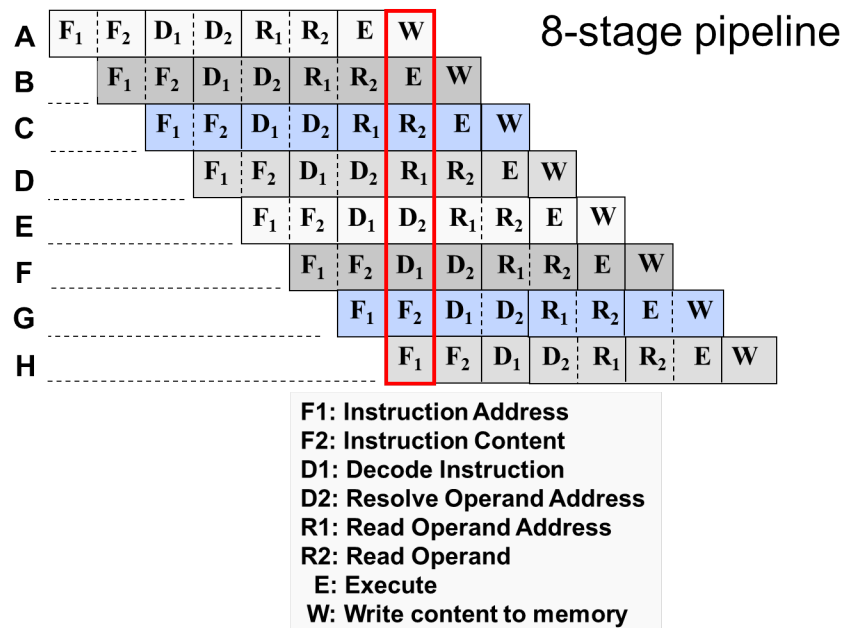 8-stage pipeline
A F₁ F₂ D₁ D₂ R₁ R₂ E W
B F₁ F₂ D₁ D₂ R₁ R₂ E W
C F₁ F₂ D₁ D₂ R₁ R₂ E W
D F₁ F₂ D₁ D₂ R₁ R₂ E W
E F₁ F₂ D₁ D₂ R₁ R₂ E W
F F₁ F₂ D₁ D₂ R₁ R₂ E W
G F₁ F₂ D₁ D₂ R₁ R₂ E W
H F₁ F₂ D₁ D₂ R₁ R₂ E W
F1: Instruction Address
F2: Instruction Content
D1: Decode Instruction
D2: Resolve Operand Address
R1: Read Operand Address
R2: Read Operand
E: Execute
W: Write content to memory